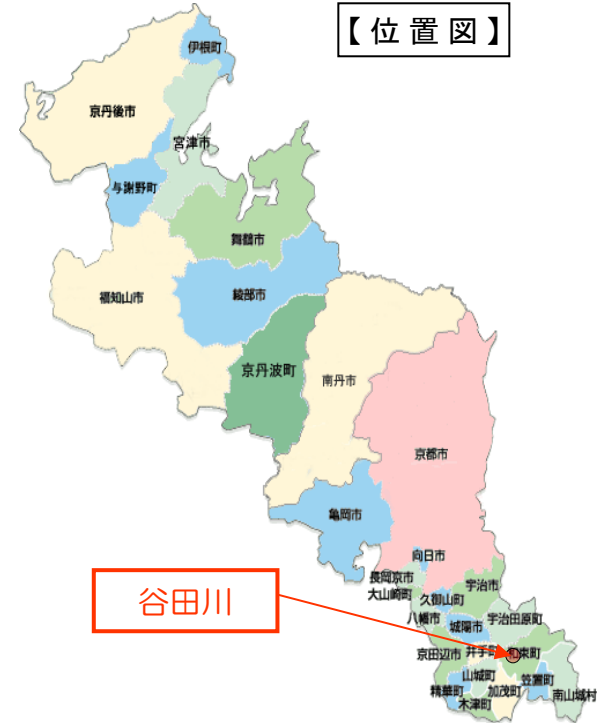 【位置図】
伊根町
京丹後市
宮津市
与謝野町
舞鶴市
福知山市
綾部市
京丹波町
南丹市
京都市
亀岡市
向日市
長岡京市
大山崎町
宇治市
久御山町
八幡市
宇治田原町
城陽市
谷田川
京田辺市
井手町
和束町
山城町
笠置町
精華町
加茂町
南山城村
木津町